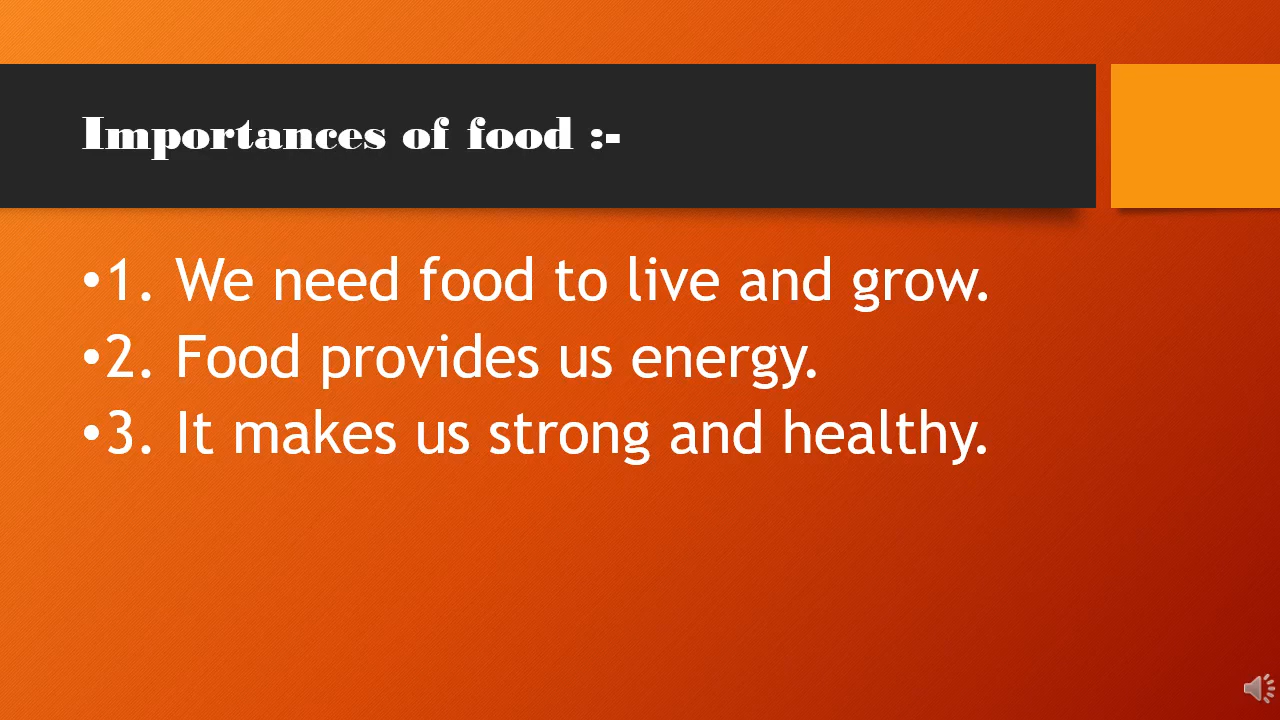 Importances of food :-
•1. We need food to live and grow.
•2. Food provides us energy.
•3. It makes us strong and healthy.